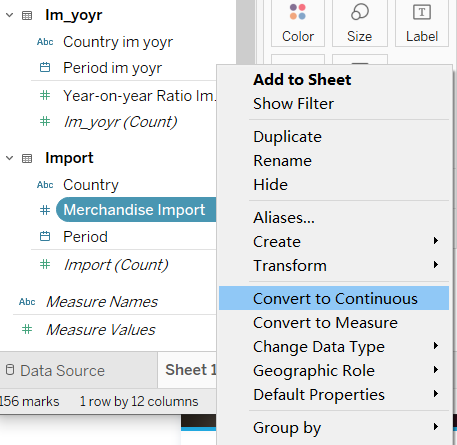 Im_yoyr
Abc Country im yoyr
Period im yoyr
# Year-on-year Ratio Im...
# Im_yoyr (Count)
Import
Abc Country
# Merchandise Import
Period
# Import (Count)
Abc Measure Names
# Measure Values
Data Source
Sheet 1
156 marks
1 row by 12 columns
Color
Size
T
Label
Add to Sheet
Show Filter
Duplicate
Rename
Hide
Aliases...
Create
Transform
Convert to Continuous
Convert to Measure
Change Data Type
Geographic Role
Default Properties
Group by